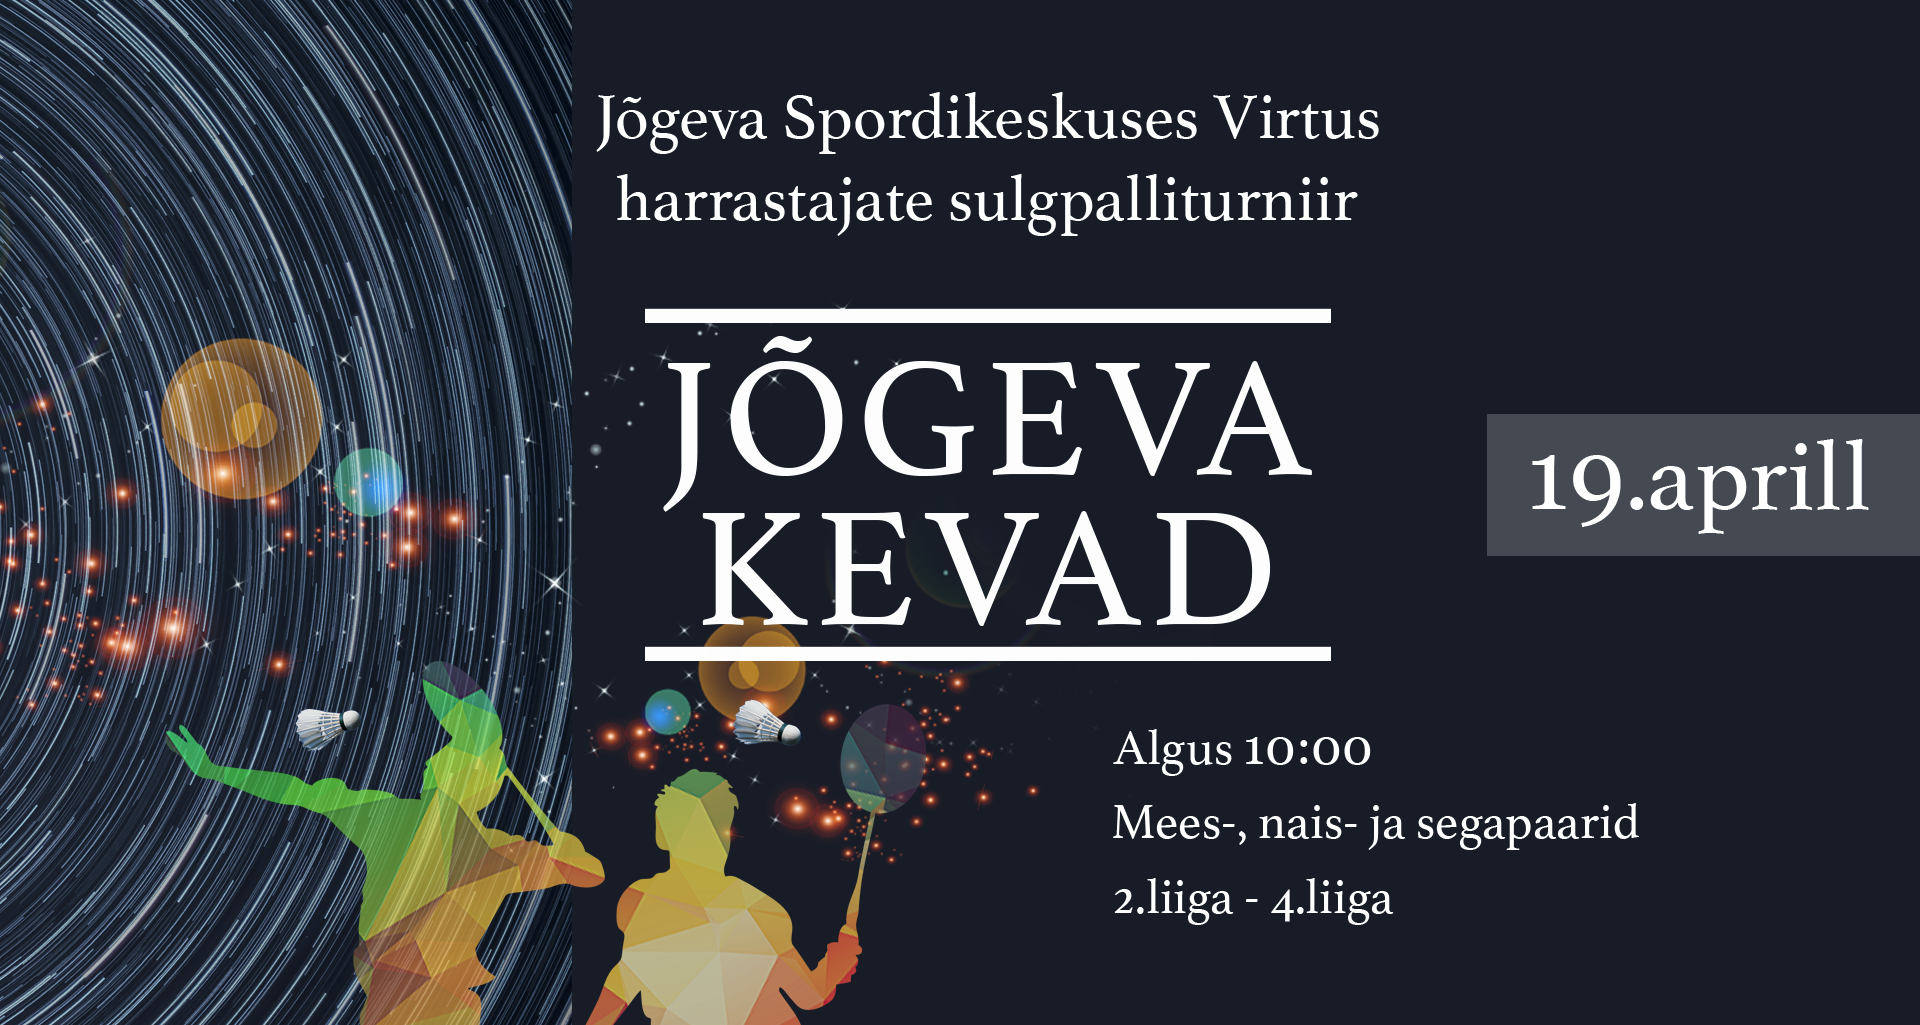 Jõgeva Spordikeskuses Virtus
harrastajate sulgpalliturniir
JÕGEVA
KEVAD
19.aprill
Algus 10:00
Mees-, nais- ja segapaarid
2.liiga - 4.liiga